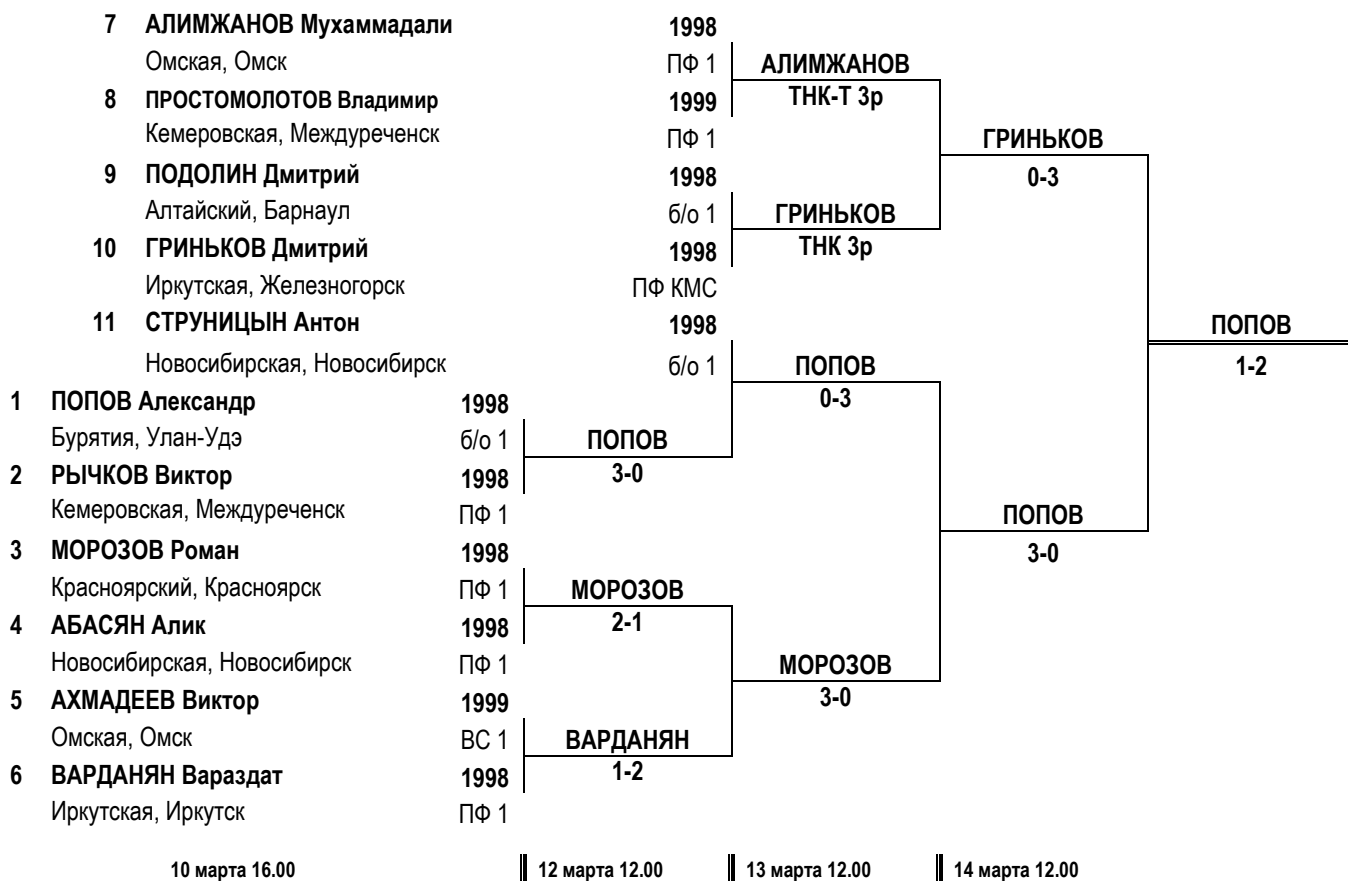 7 АЛИМЖАНОВ Мухаммадали 1998
Омская, Омск ПФ 1 АЛИМЖАНОВ
8 ПРОСТОМОЛОТОВ Владимир 1999 ТНК-Т 3р
Кемеровская, Междуреченск ПФ 1 ГРИНЬКОВ
9 ПОДОЛИН Дмитрий 1998 0-3
Алтайский, Барнаул б/о 1 ГРИНЬКОВ
10 ГРИНЬКОВ Дмитрий 1998 ТНК 3р
Иркутская, Железногорск ПФ КМС
11 СТРУНИЦЫН Антон 1998 ПОПОВ
Новосибирская, Новосибирск б/о 1 ПОПОВ 1-2
1 ПОПОВ Александр 1998 0-3
Бурятия, Улан-Удэ б/о 1 ПОПОВ
2 РЫЧКОВ Виктор 1998 3-0
Кемеровская, Междуреченск ПФ 1 ПОПОВ
3 МОРОЗОВ Роман 1998 3-0
Красноярский, Красноярск ПФ 1 МОРОЗОВ
4 АБАСЯН Алик 1998 2-1
Новосибирская, Новосибирск ПФ 1 МОРОЗОВ
5 АХМАДЕЕВ Виктор 1999 3-0
Омская, Омск ВС 1 ВАРДАНЯН
6 ВАРДАНЯН Вараздат 1998 1-2
Иркутская, Иркутск ПФ 1
10 марта 16.00 12 марта 12.00 13 марта 12.00 14 марта 12.00